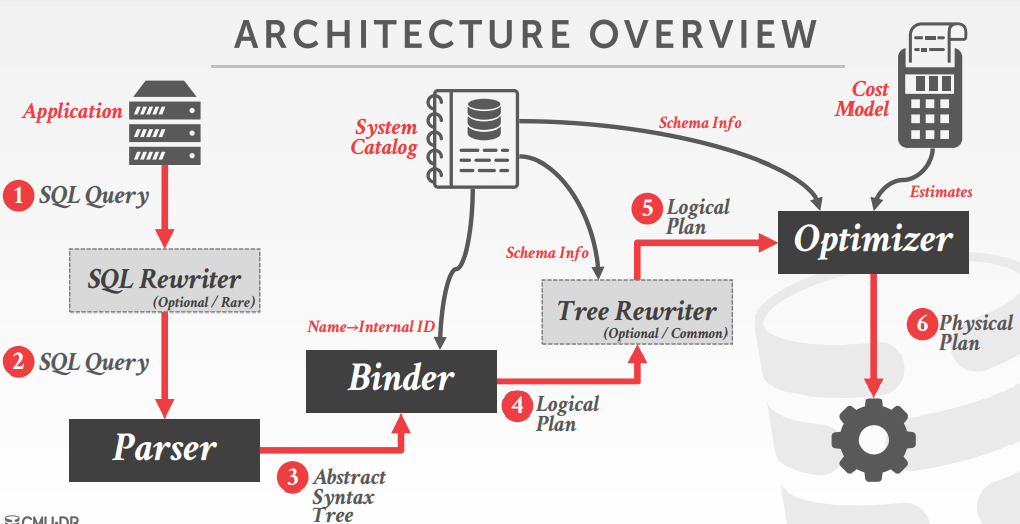 ARCHITECTURE OVERVIEW
Application
1 SQL Query
SQL Rewriter
(Optional / Rare)
2 SQL Query
Parser
3 Abstract
Syntax
Tree
System
Catalog
Name→Internal ID
Binder
4 Logical
Plan
Schema Info
Tree Rewriter
(Optional / Common)
5 Logical
Plan
Schema Info
Cost
Model
Estimates
Optimizer
6 Physical
Plan
CMU·DB